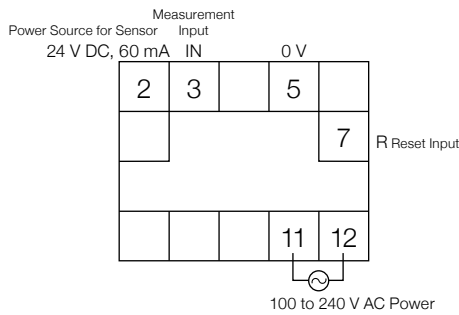 Measurement
Power Source for Sensor Input
24 V DC, 60 mA IN 0 V
2 3 5
7 R Reset Input
11 12
100 to 240 V AC Power